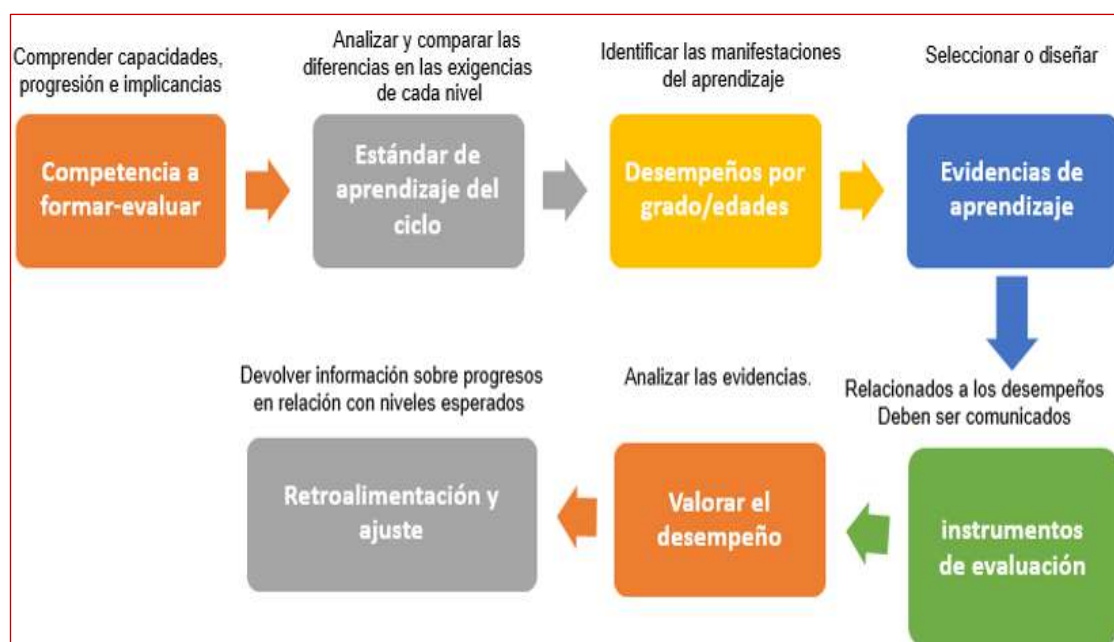 Comprender capacidades,
progresión e implicancias
Competencia a
formar-evaluar
Analizar y comparar las
diferencias en las exigencias
de cada nivel
Estándar de
aprendizaje del
ciclo
Identificar las manifestaciones
del aprendizaje
Desempeños por
grado/edades
Seleccionar o diseñar
Evidencias de
aprendizaje
Relacionados a los desempeños
Deben ser comunicados
instrumentos
de evaluación
Analizar las evidencias.
Valorar el
desempeño
Devolver información sobre progresos
en relación con niveles esperados
Retroalimentación y
ajuste